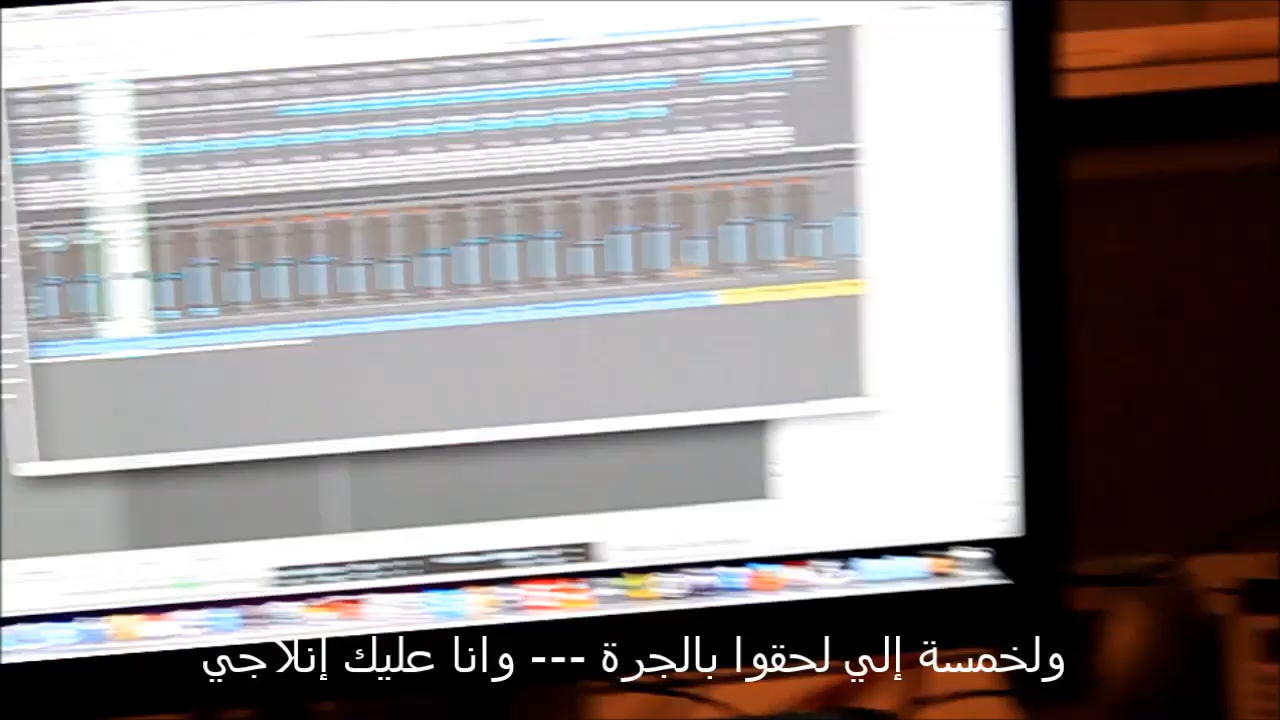 ولخمسة إلي لحقوا بالجرة --- وانا عليك إنلاجي